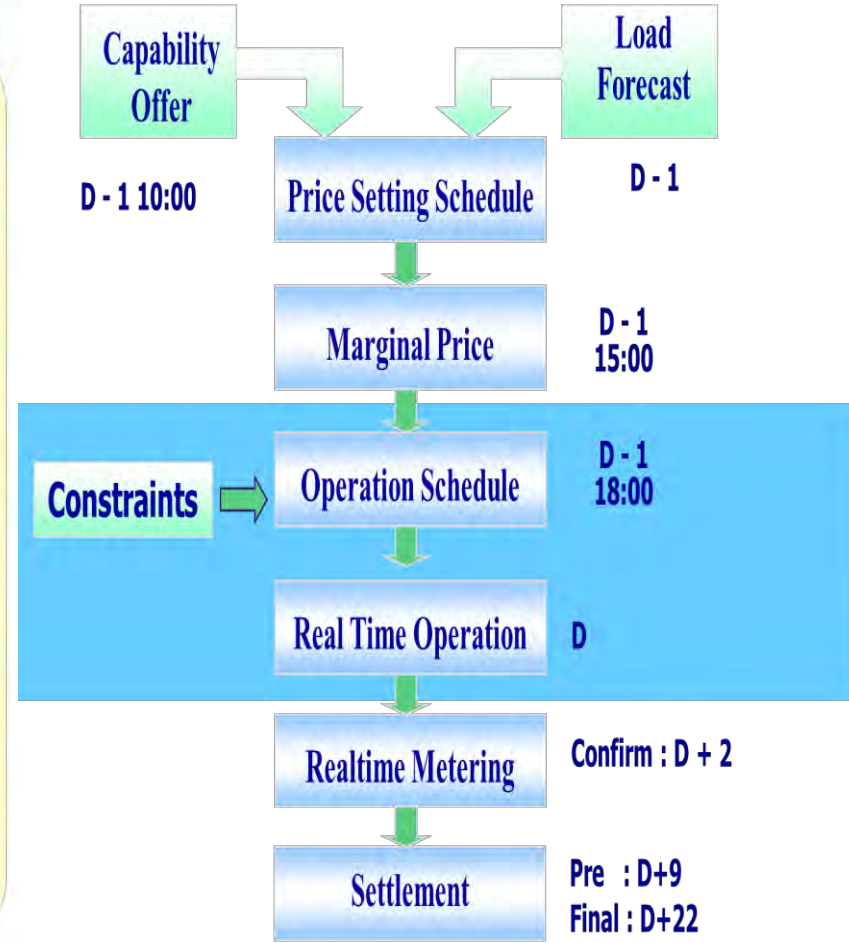 Capability
Offer
Load
Forecast
D - 1 10:00
Price Setting Schedule
D - 1
Marginal Price
D - 1
15:00
Constraints
Operation Schedule
D - 1
18:00
Real Time Operation
D
Realtime Metering
Confirm : D + 2
Settlement
Pre : D+9
Final : D+22